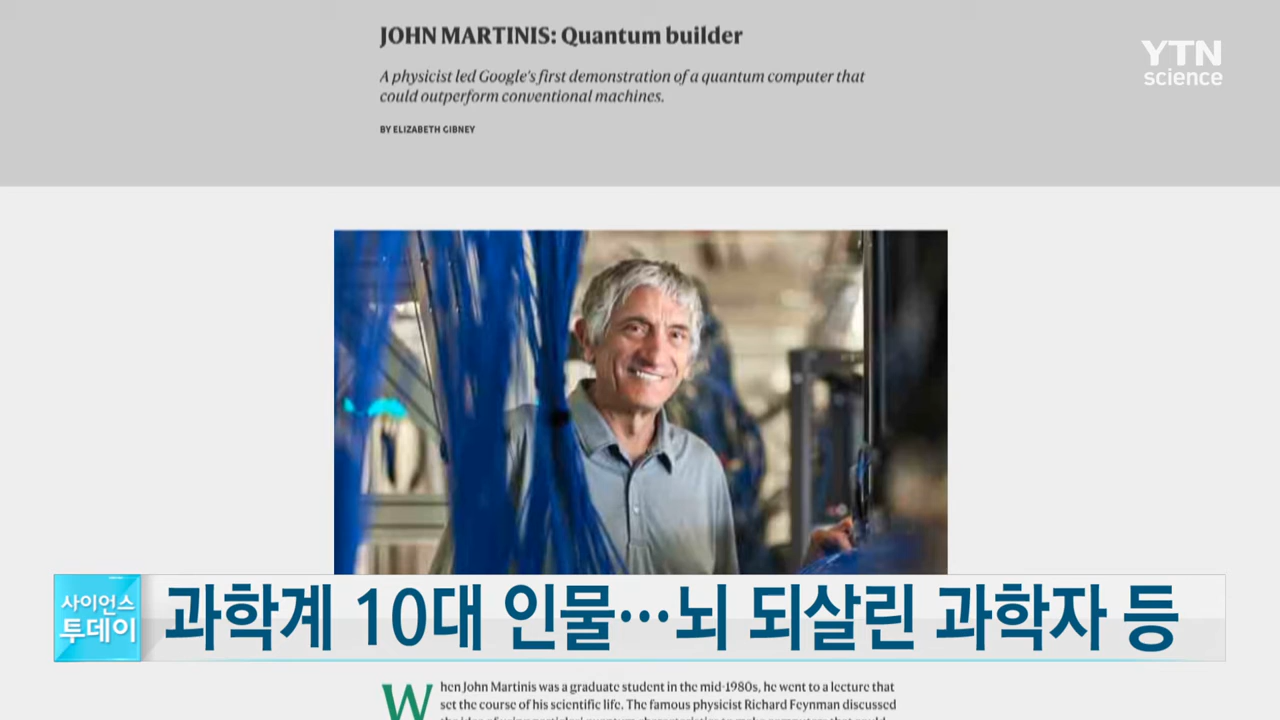 JOHN MARTINIS: Quantum builder
YTN
science
A physicist led Google's first demonstration of a quantum computer that
could outperform conventional machines.
BY ELIZABETH GIBNEY
사이언스
투데이
과학계 10대 인물…뇌 되살린 과학자 등
When John Martinis was a graduate student in the mid-1980s, he went to a lecture that
set the course of his scientific life. The famous physicist Richard Feynman discussed